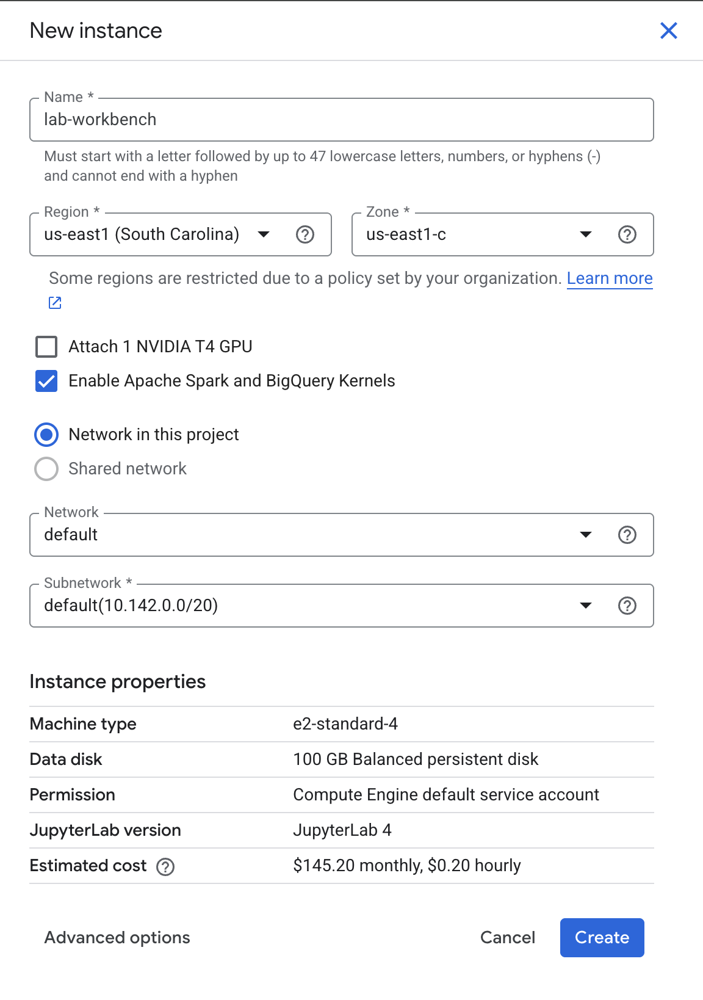 New instance
Name *
lab-workbench
Must start with a letter followed by up to 47 lowercase letters, numbers, or hyphens (-)
and cannot end with a hyphen
Region *
us-east1 (South Carolina)
Zone *
us-east1-c
Some regions are restricted due to a policy set by your organization. Learn more
Attach 1 NVIDIA T4 GPU
Enable Apache Spark and BigQuery Kernels
Network in this project
Shared network
Network
default
Subnetwork *
default(10.142.0.0/20)
Instance properties
Machine type e2-standard-4
Data disk 100 GB Balanced persistent disk
Permission Compute Engine default service account
JupyterLab version JupyterLab 4
Estimated cost $145.20 monthly, $0.20 hourly
Advanced options Cancel Create